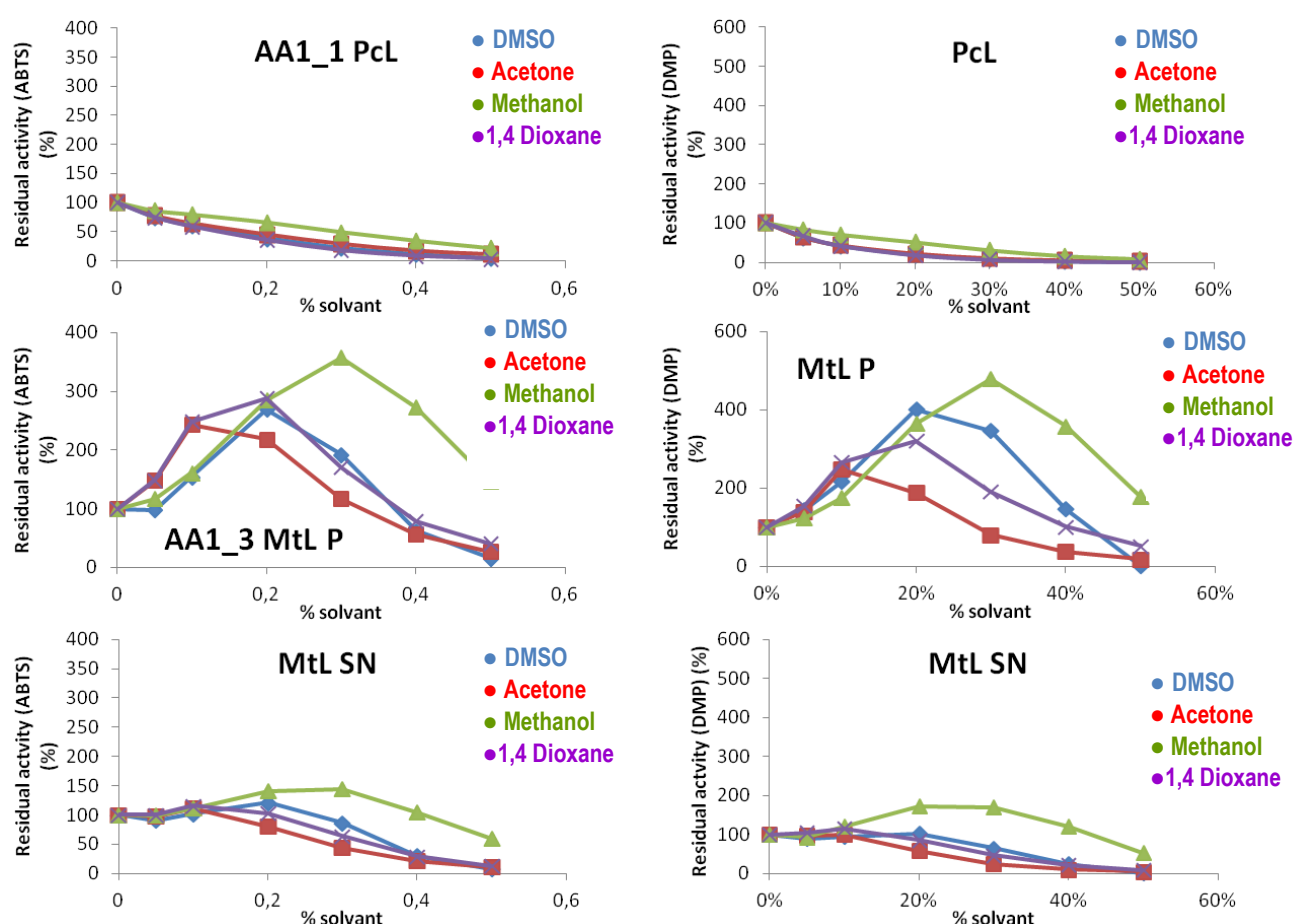 Residual activity (ABTS)
(%)
400
350
300
250
200
150
100
50
0
AA1_1 PcL
DMSO
Acetone
Methanol
1,4 Dioxane
0 0,2 0,4 0,6
% solvant
Residual activity (DMP)
(%)
600
500
400
300
200
100
0
PcL
DMSO
Acetone
Methanol
1,4 Dioxane
0% 10% 20% 30% 40% 50% 60%
% solvant
Residual activity (ABTS)
(%)
400
300
200
100
0
AA1_3 MtL P
DMSO
Acetone
Methanol
1,4 Dioxane
0 0,2 0,4 0,6
% solvant
Residual activity (DMP)
(%)
600
400
200
0
MtL P
DMSO
Acetone
Methanol
1,4 Dioxane
0% 20% 40% 60%
% solvant
Residual actvity (ABTS)
(%)
400
350
300
250
200
150
100
50
0
MtL SN
DMSO
Acetone
Methanol
1,4 Dioxane
0 0,2 0,4 0,6
% solvant
Residual actvity (DMP) (%)
600
500
400
300
200
100
0
MtL SN
DMSO
Acetone
Methanol
1,4 Dioxane
0% 20% 40% 60%
% solvant